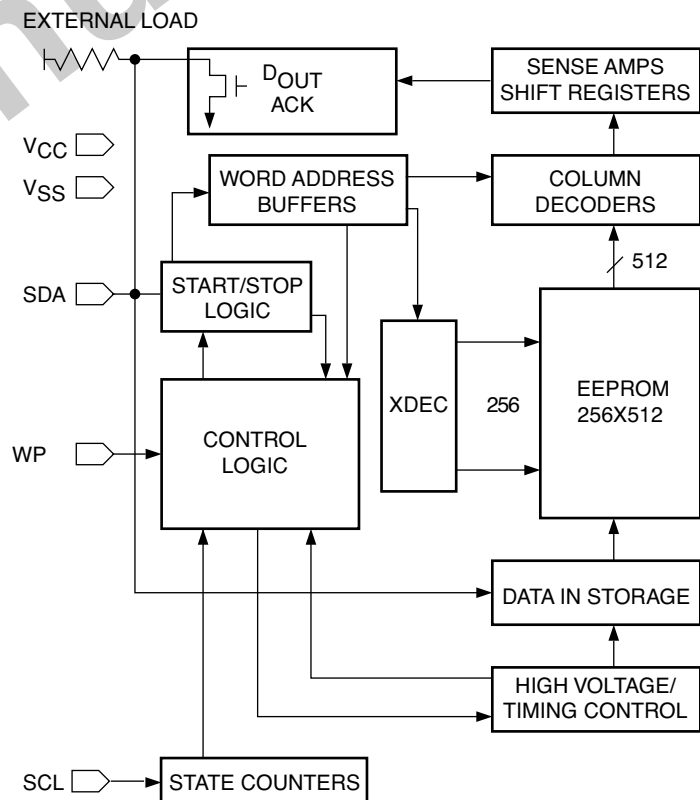 EXTERNAL LOAD
DOUT
ACK
SENSE AMPS
SHIFT REGISTERS
VCC
VSS
WORD ADDRESS
BUFFERS
COLUMN
DECODERS
512
SDA
START/STOP
LOGIC
XDEC
256
EEPROM
256X512
WP
CONTROL
LOGIC
DATA IN STORAGE
HIGH VOLTAGE/
TIMING CONTROL
SCL
STATE COUNTERS